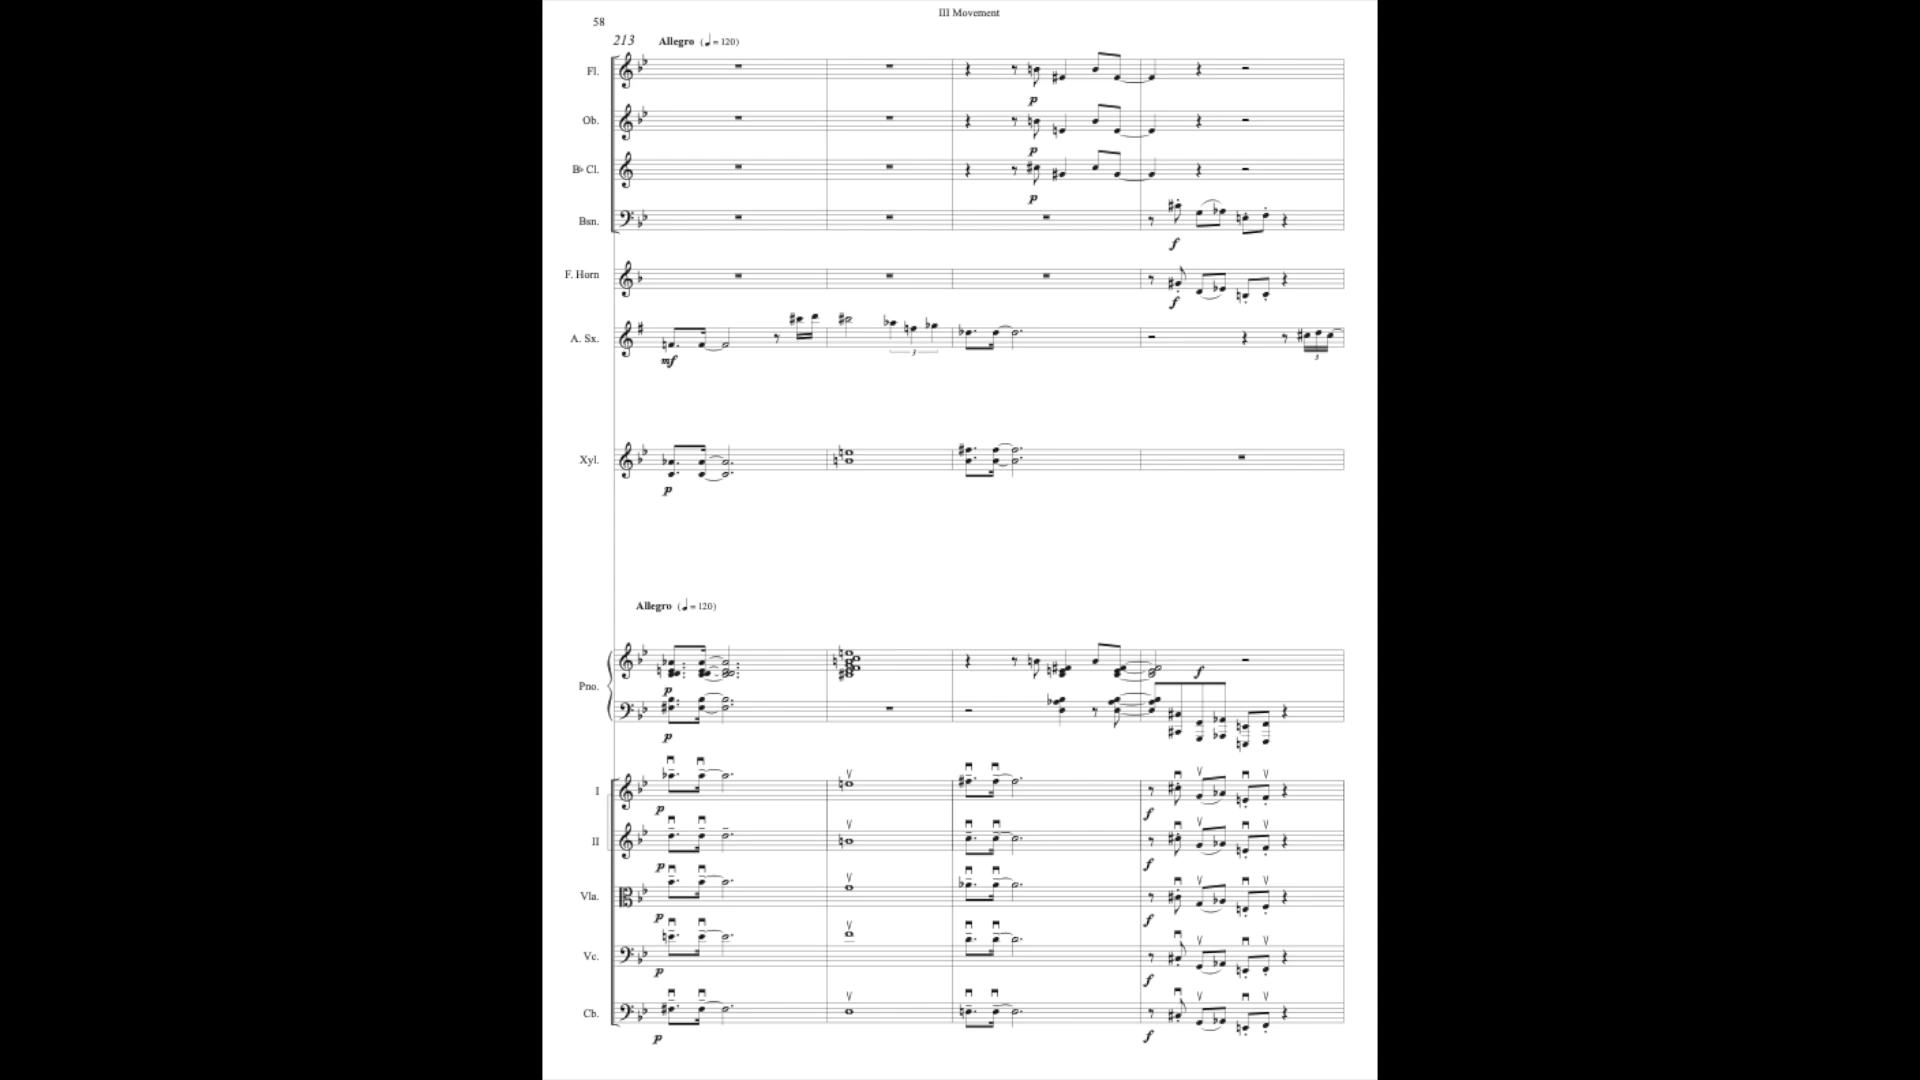 III Movement
58
213 Allegro (♩ = 120)
Fl.
p
Ob.
p
B♭ Cl.
p
Bsn.
f
F. Horn
f
A. Sx.
mf
3
3
Xyl.
p
Allegro (♩ = 120)
Pno.
p
f
p
I
p
f
II
p
f
Vla.
p
f
Vc.
p
f
Cb.
p
f